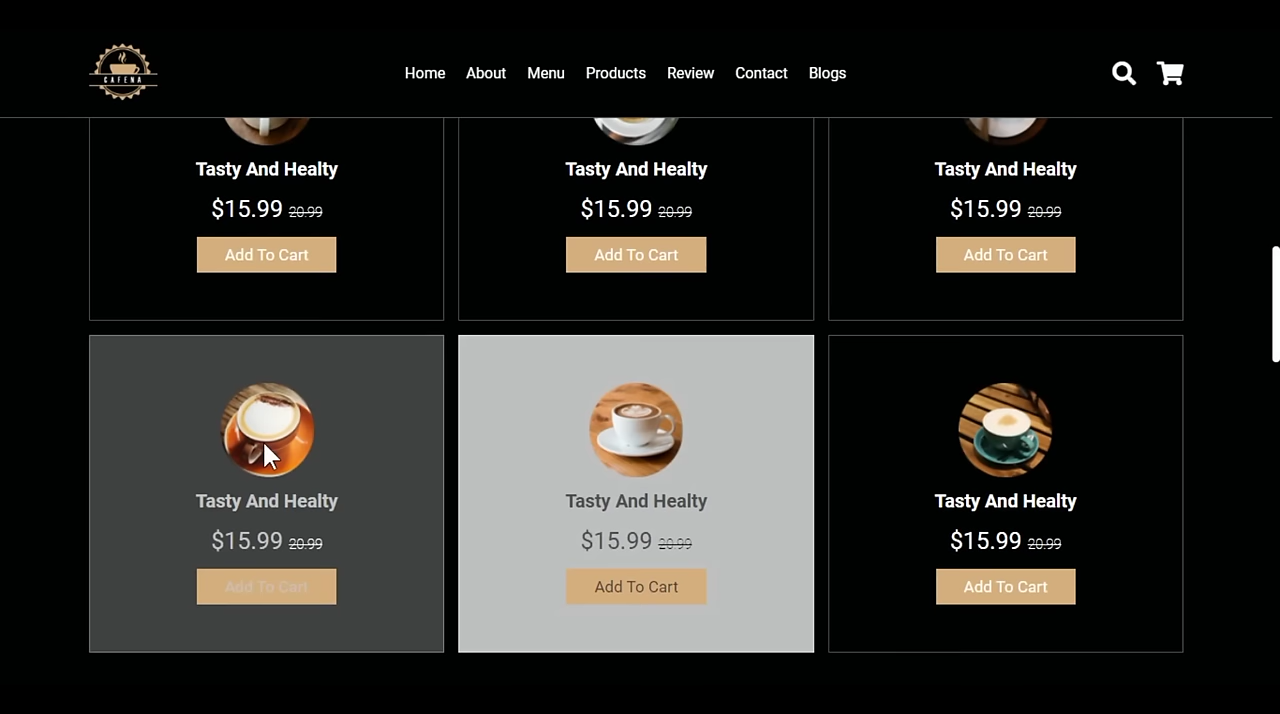 CAFENA
Home About Menu Products Review Contact Blogs
Tasty And Healty Tasty And Healty Tasty And Healty
$15.99 20.99 $15.99 20.99 $15.99 20.99
Add To Cart Add To Cart Add To Cart
Tasty And Healty Tasty And Healty Tasty And Healty
$15.99 20.99 $15.99 20.99 $15.99 20.99
Add To Cart Add To Cart Add To Cart